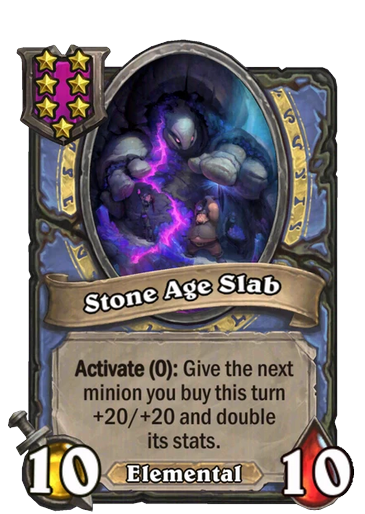 Stone Age Slab
Activate (0): Give the next
minion you buy this turn
+20/+20 and double
its stats.
10
Elemental
10